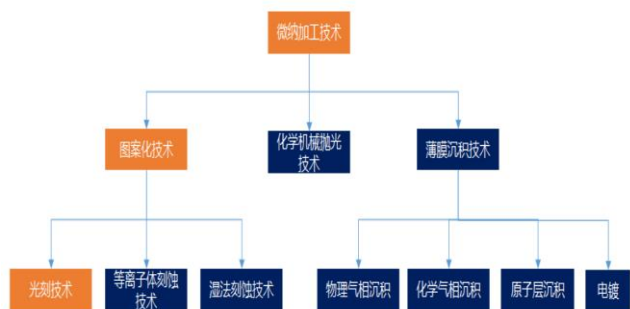 微纳加工技术
图案化技术
化学机械抛光
技术
薄膜沉积技术
光刻技术
等离子体刻蚀
技术
湿法刻蚀技术
物理气相沉积
化学气相沉积
原子层沉积
电镀